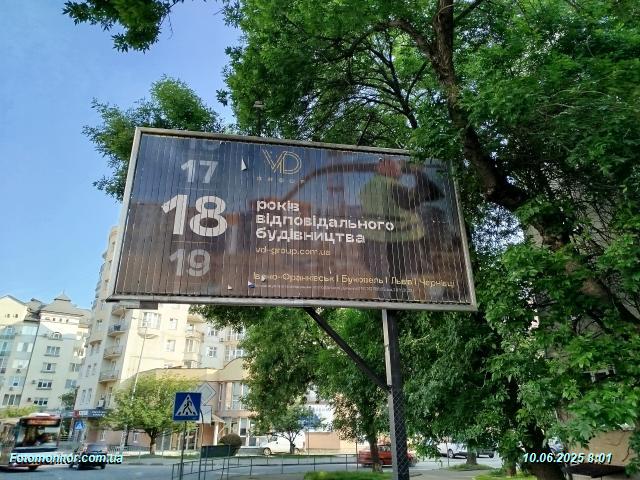 17
VD
18
років
відповідального
будівництва
19
vd-group.com.ua
Івано-Франківськ | Буковель | Львів | Чернівці
Fotomonitor.com.ua
10.06.2025 8:01